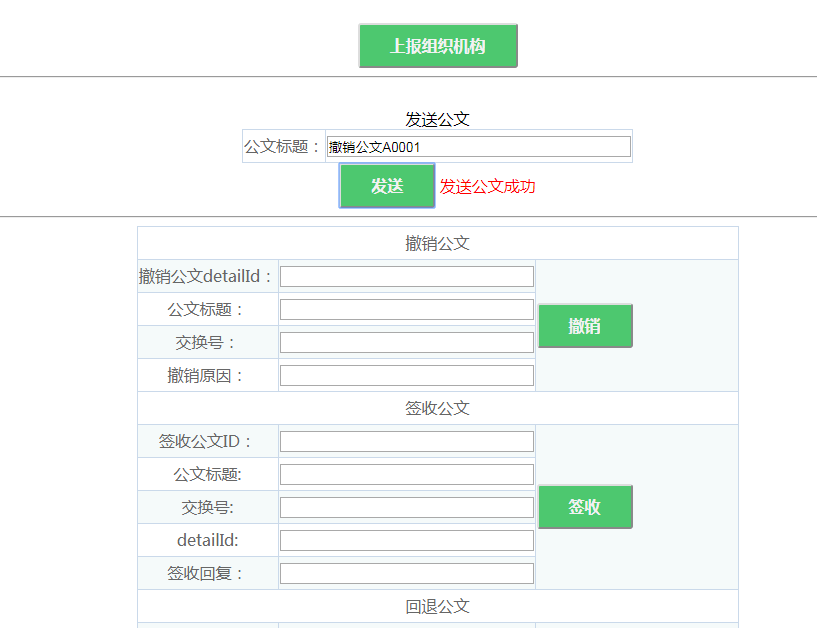 上报组织机构
发送公文
公文标题： 撤销公文A0001
发送 发送公文成功
撤销公文
撤销公文detailId：
公文标题：
交换号：
撤销原因：
撤销
签收公文
签收公文ID：
公文标题:
交换号:
detailId:
签收回复：
签收
回退公文